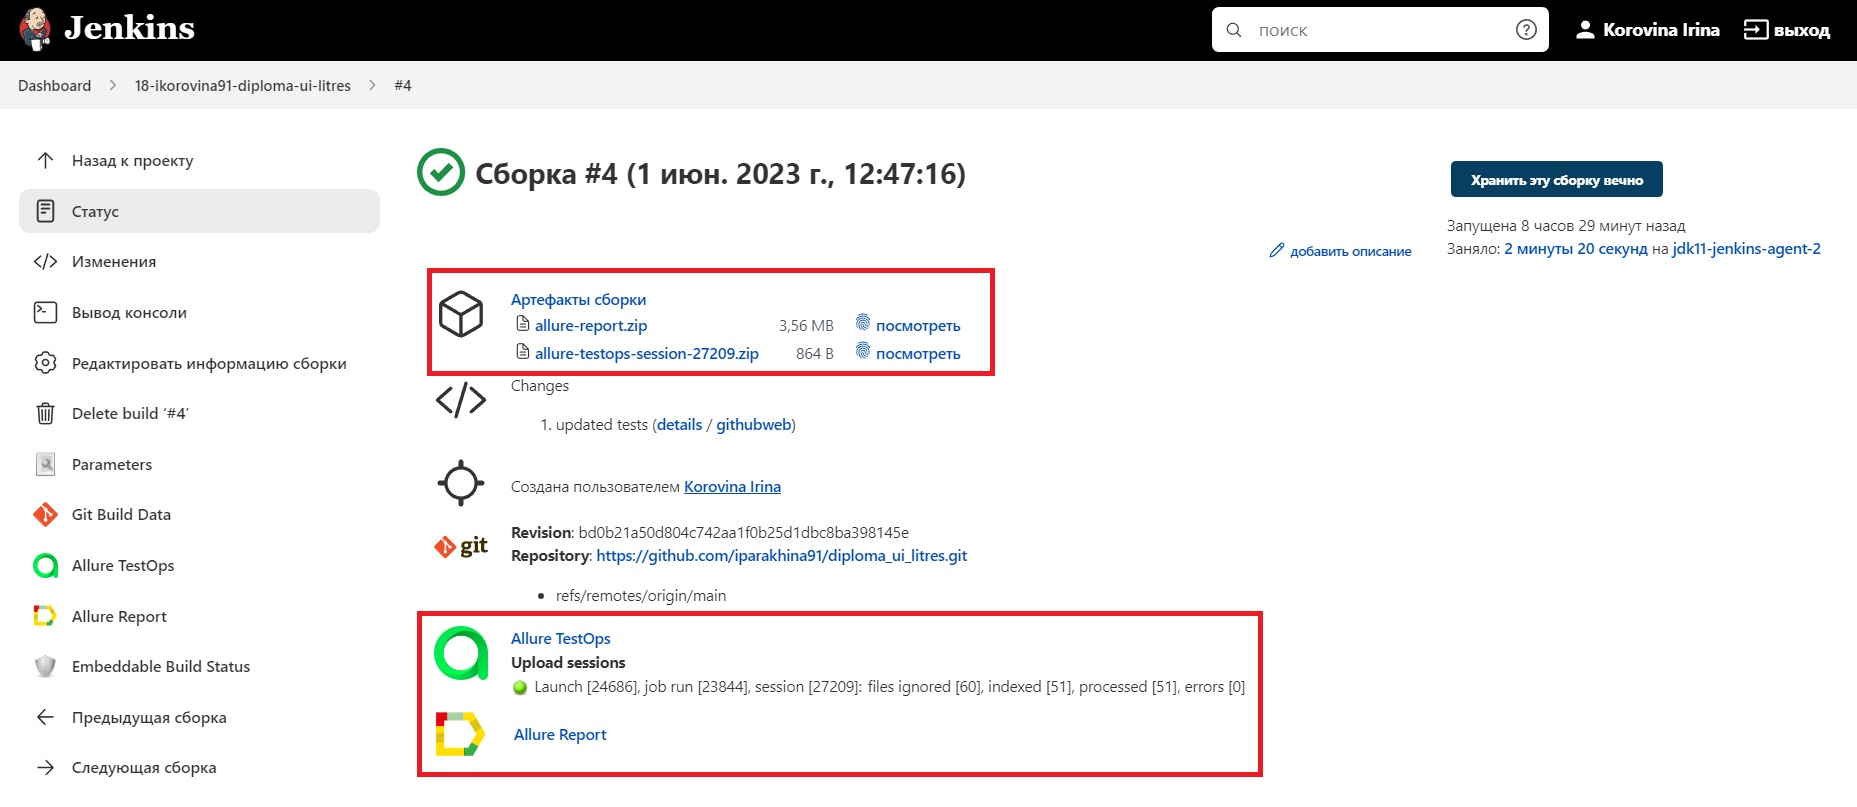 Jenkins
поиск
Korovina Irina
выход
Dashboard
18-ikorovina91-diploma-ui-litres
#4
Назад к проекту
Статус
Изменения
Вывод консоли
Редактировать информацию сборки
Delete build ‘#4’
Parameters
Git Build Data
Allure TestOps
Allure Report
Embeddable Build Status
Предыдущая сборка
Следующая сборка
Сборка #4 (1 июн. 2023 г., 12:47:16)
Хранить эту сборку вечно
Запущена 8 часов 29 минут назад
добавить описание
Заняло: 2 минуты 20 секунд на jdk11-jenkins-agent-2
Артефакты сборки
allure-report.zip 3,56 MB посмотреть
allure-testops-session-27209.zip 864 B посмотреть
Changes
1. updated tests (details / githubweb)
Создана пользователем Korovina Irina
git
Revision: bd0b21a50d804c742aa1f0b25d1dbc8ba398145e
Repository: https://github.com/iparakhina91/diploma_ui_litres.git
• refs/remotes/origin/main
Allure TestOps
Upload sessions
Launch [24686], job run [23844], session [27209]: files ignored [60], indexed [51], processed [51], errors [0]
Allure Report